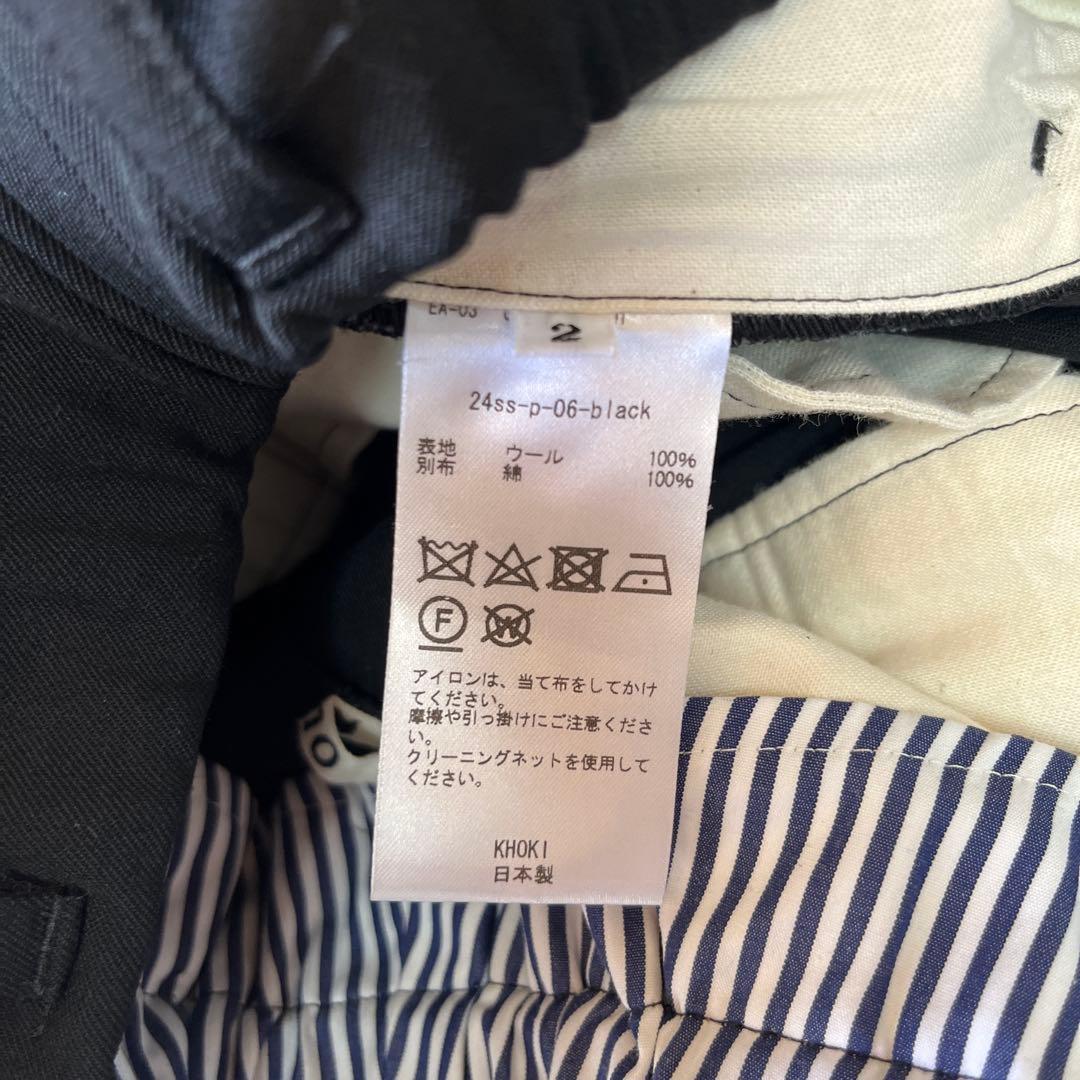 EA-03
2
24ss-p-06-black
表地 ウール 100%
別布 綿 100%
F
W
アイロンは、当て布をしてかけ
てください。
摩擦や引っ掛けにご注意くださ
い。
クリーニングネットを使用して
ください。
KHOKI
日本製